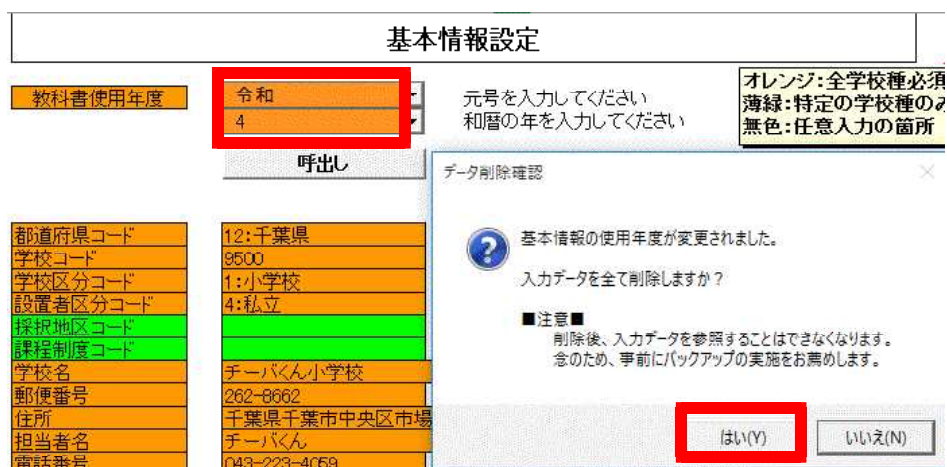 基本情報設定
教科書使用年度
令和
元号を入力してください
4
和暦の年を入力してください
オレンジ:全学校種必須
薄緑:特定の学校種のみ
無色:任意入力の箇所
呼出し
データ削除確認
基本情報の使用年度が変更されました。
入力データを全て削除しますか?
■注意■
削除後、入力データを参照することはできなくなります。
念のため、事前にバックアップの実施をお薦めします。
はい(Y)
いいえ(N)
都道府県コード
12:千葉県
学校コード
9500
学校区分コード
1:小学校
設置者区分コード
4:私立
採択地区コード
課程制度コード
学校名
チーバくん小学校
郵便番号
262-8662
住所
千葉県千葉市中央区市場
担当者名
チーバくん
電話番号
043-223-4059